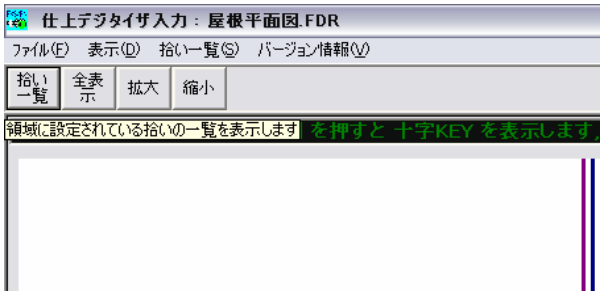 仕上デジタイザ入力：屋根平面図.FDR
ファイル(F) 表示(D) 拾い一覧(S) バージョン情報(V)
拾い一覧 全表示 拡大 縮小
領域に設定されている拾いの一覧を表示します を押すと 十字KEY を表示します,